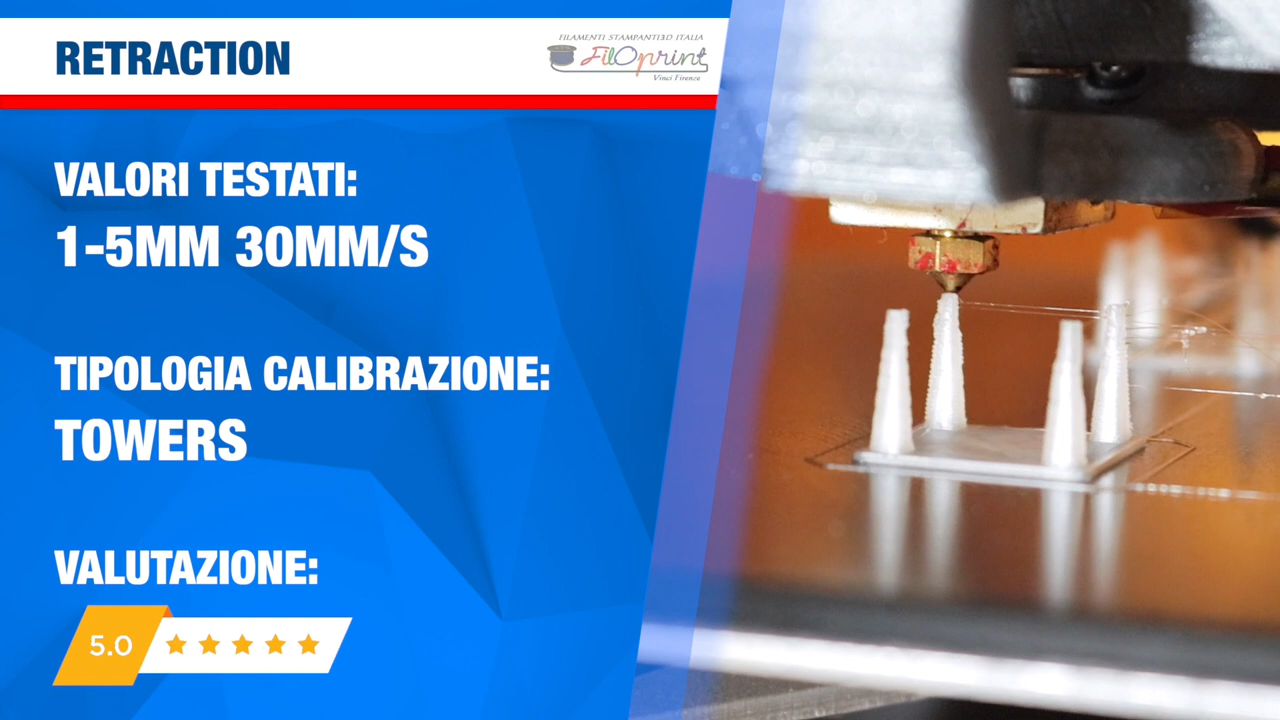 RETRACTION
FILAMENTI STAMPANTI3D ITALIA
FilOprint
Vinci Firenze
VALORI TESTATI:
1-5MM 30MM/S
TIPOLOGIA CALIBRAZIONE:
TOWERS
VALUTAZIONE:
5.0